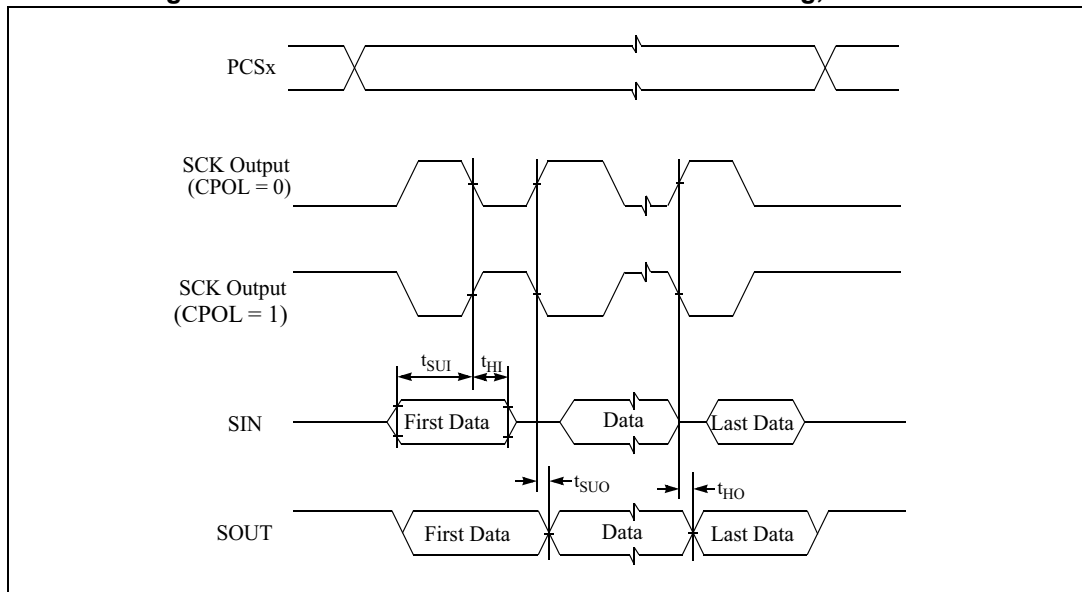 PCSx
SCK Output
(CPOL = 0)
SCK Output
(CPOL = 1)
tSUI
tHI
SIN
First Data
Data
Last Data
tSUO
tHO
SOUT
First Data
Data
Last Data